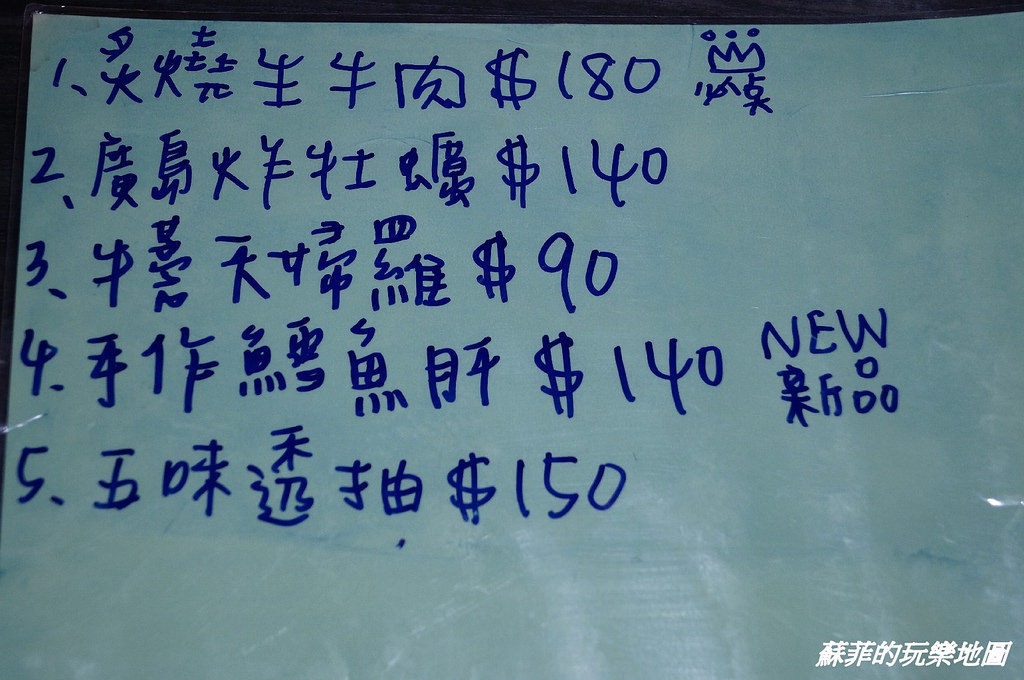 1、炙燒生牛肉 $180 必點
2、廣島炸牡蠣 $140
3、牛蒡天婦羅 $90
4、手作鱈魚肝 $140 NEW 新品
5、五味透抽 $150
蘇菲的玩樂地圖